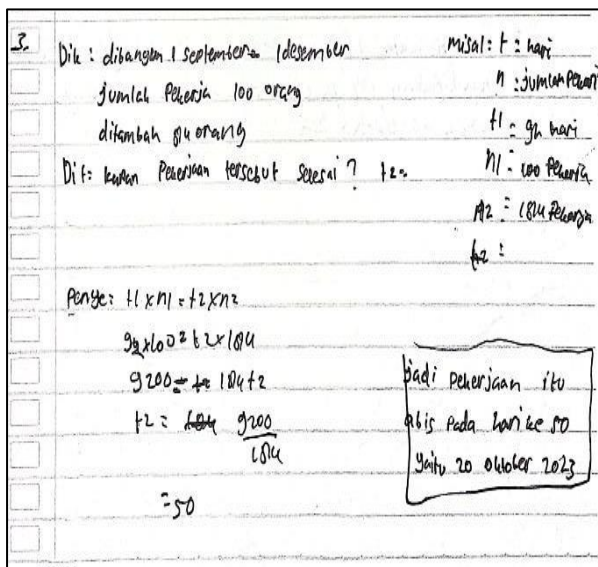 3.
Dik : dibangun 1 september - 1 desember
jumlah Pekerja 100 orang
ditambah 84 orang
Dit : kapan Pekerjaan tersebut selesai ? t2 =
misal : t : hari
n : jumlah Pekerja
t1 = 92 hari
n1 = 100 Pekerja
n2 = 184 Pekerja
t2 =
Penye : t1 x n1 = t2 x n2
92 x 100 = t2 x 184
9200 = 184 t2
t2 = 9200
184
= 50
jadi pekerjaan itu
abis pada hari ke 50
yaitu 20 oktober 2023